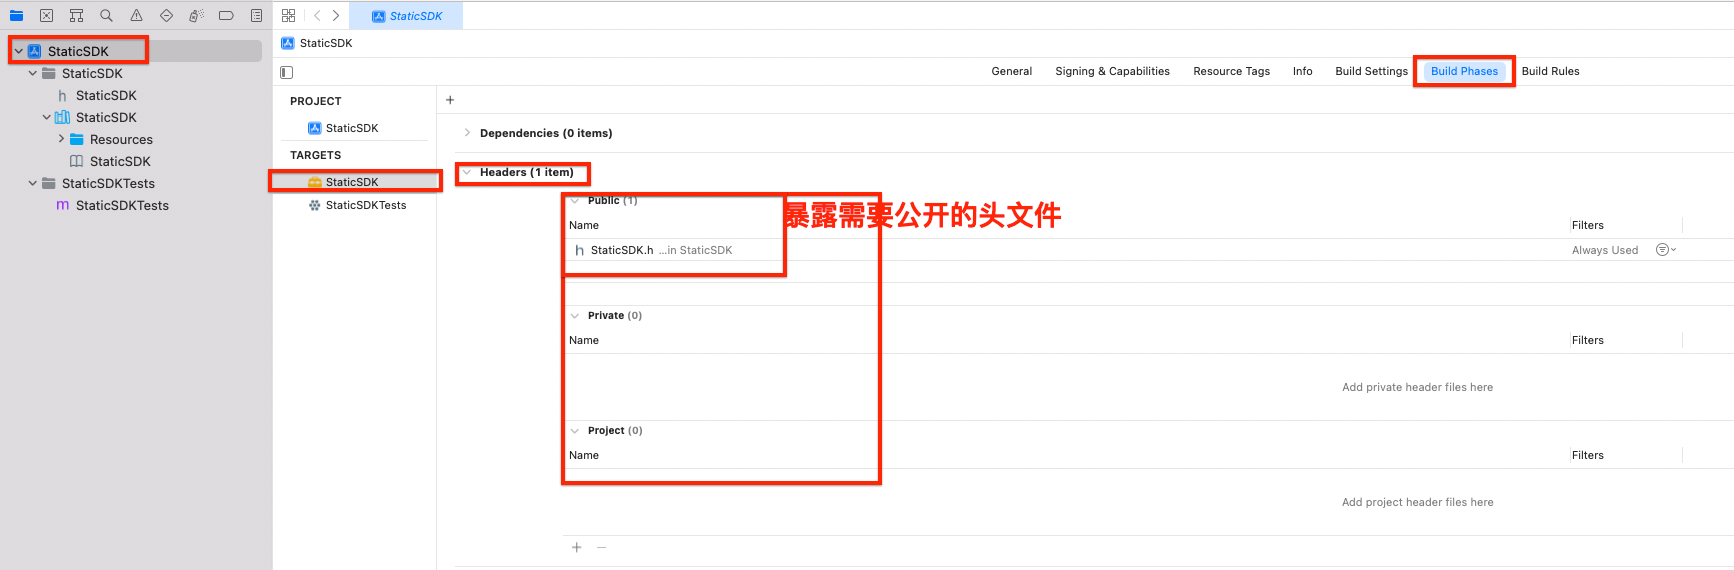 StaticSDK
StaticSDK
StaticSDK
StaticSDK
Resources
StaticSDK
StaticSDKTests
StaticSDKTests
StaticSDK
StaticSDK
General Signing & Capabilities Resource Tags Info Build Settings Build Phases Build Rules
PROJECT
StaticSDK
TARGETS
StaticSDK
StaticSDKTests
Dependencies (0 items)
Headers (1 item)
Public (1)
暴露需要公开的头文件
Name Filters
StaticSDK.h ...in StaticSDK Always Used
Private (0)
Name Filters
Add private header files here
Project (0)
Name Filters
Add project header files here